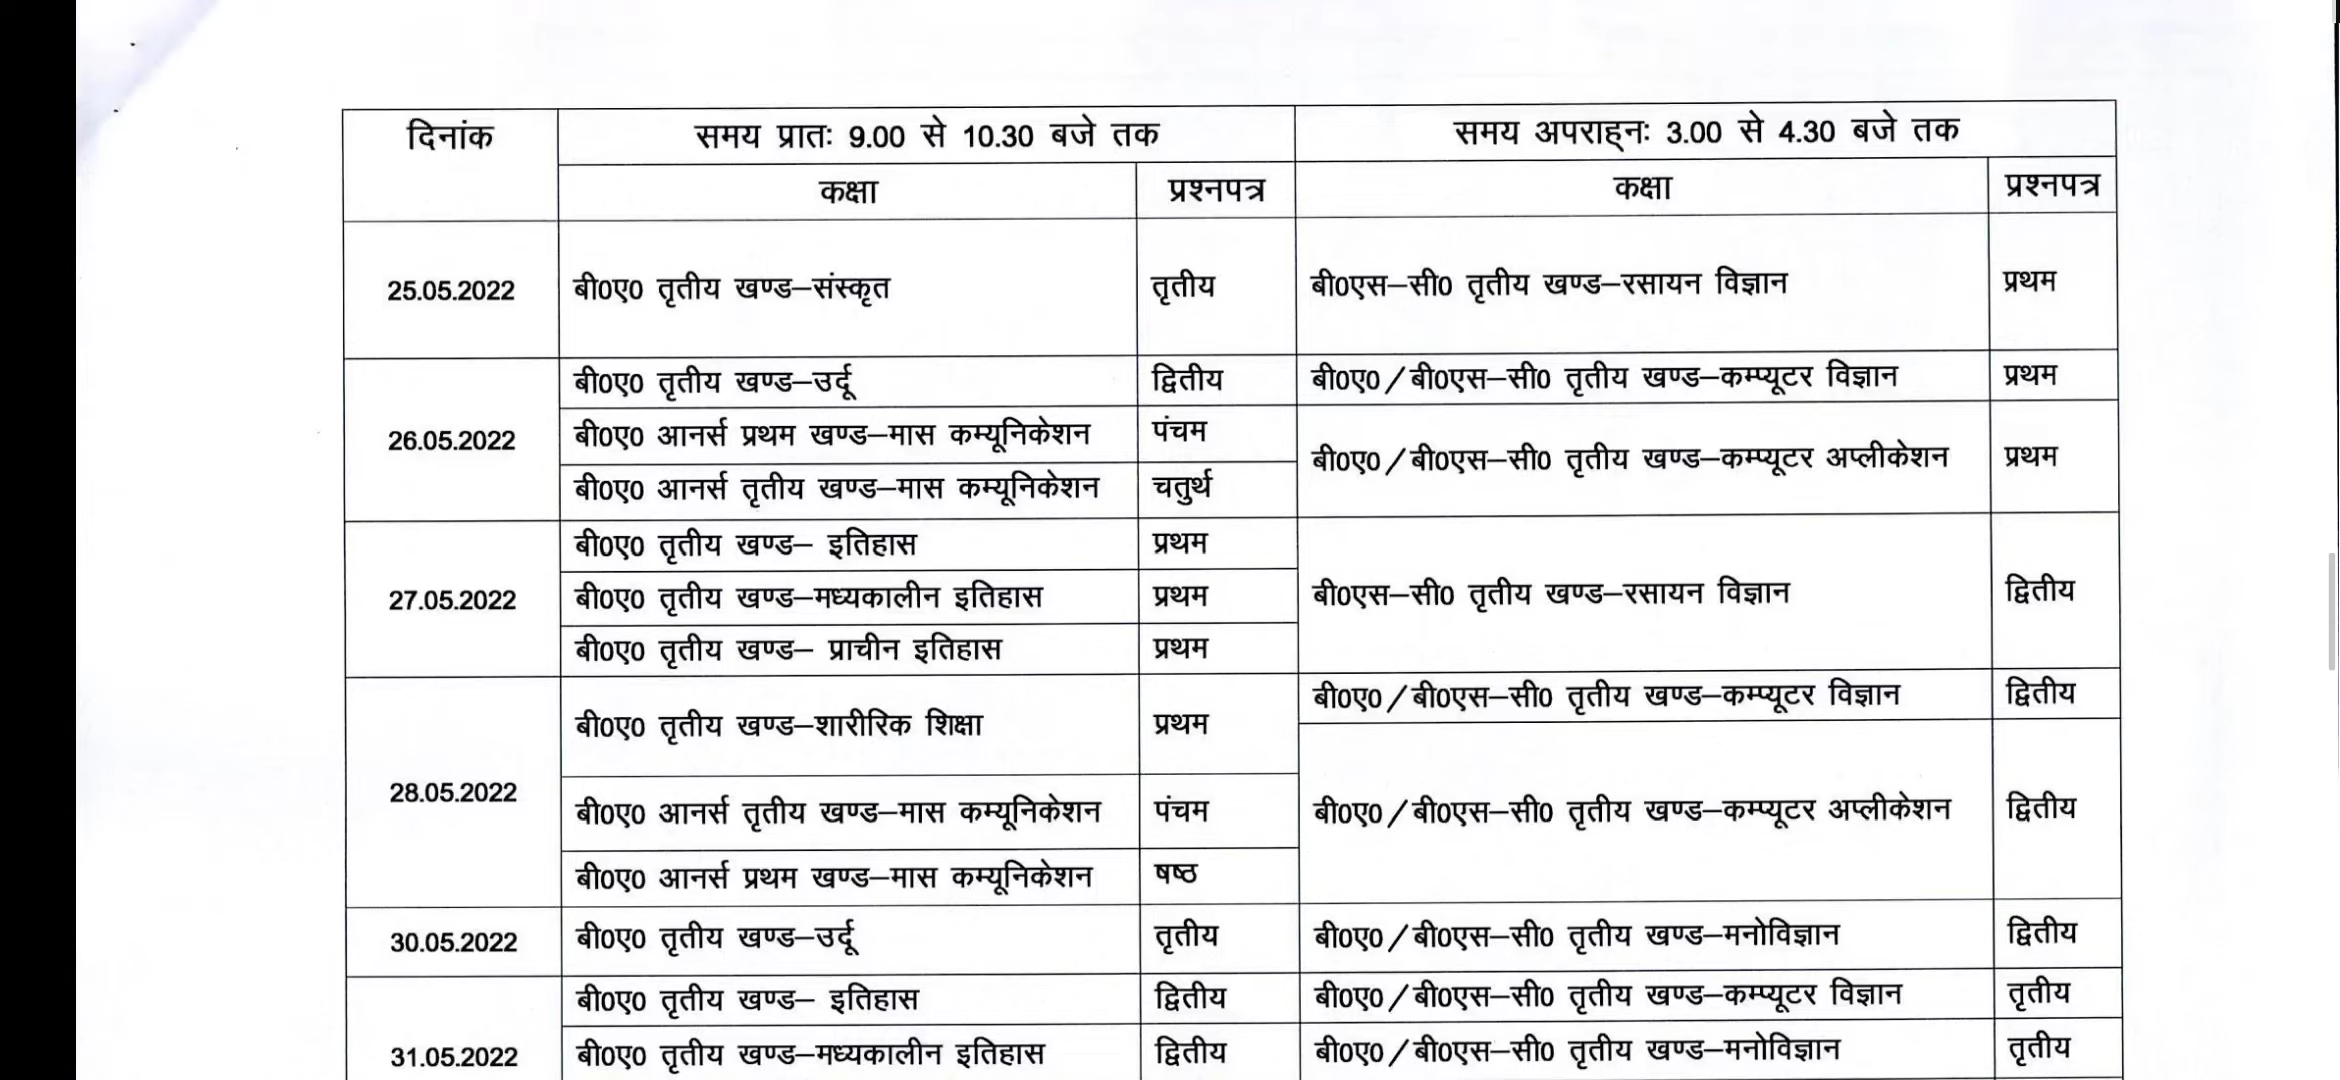 दिनांक
समय प्रातः 9.00 से 10.30 बजे तक
समय अपराह्नः 3.00 से 4.30 बजे तक
कक्षा प्रश्नपत्र कक्षा प्रश्नपत्र
25.05.2022 बी0ए0 तृतीय खण्ड–संस्कृत तृतीय बी0एस–सी0 तृतीय खण्ड–रसायन विज्ञान प्रथम
26.05.2022
बी0ए0 तृतीय खण्ड–उर्दू द्वितीय
बी0ए0 आनर्स प्रथम खण्ड–मास कम्यूनिकेशन पंचम
बी0ए0 आनर्स तृतीय खण्ड–मास कम्यूनिकेशन चतुर्थ
बी0ए0/बी0एस–सी0 तृतीय खण्ड–कम्प्यूटर विज्ञान प्रथम
बी0ए0/बी0एस–सी0 तृतीय खण्ड–कम्प्यूटर अप्लीकेशन प्रथम
27.05.2022
बी0ए0 तृतीय खण्ड– इतिहास प्रथम
बी0ए0 तृतीय खण्ड–मध्यकालीन इतिहास प्रथम
बी0ए0 तृतीय खण्ड– प्राचीन इतिहास प्रथम
बी0एस–सी0 तृतीय खण्ड–रसायन विज्ञान द्वितीय
28.05.2022
बी0ए0 तृतीय खण्ड–शारीरिक शिक्षा प्रथम
बी0ए0 आनर्स तृतीय खण्ड–मास कम्यूनिकेशन पंचम
बी0ए0 आनर्स प्रथम खण्ड–मास कम्यूनिकेशन षष्ठ
बी0ए0/बी0एस–सी0 तृतीय खण्ड–कम्प्यूटर विज्ञान द्वितीय
बी0ए0/बी0एस–सी0 तृतीय खण्ड–कम्प्यूटर अप्लीकेशन द्वितीय
30.05.2022 बी0ए0 तृतीय खण्ड–उर्दू तृतीय बी0ए0/बी0एस–सी0 तृतीय खण्ड–मनोविज्ञान द्वितीय
31.05.2022
बी0ए0 तृतीय खण्ड– इतिहास द्वितीय
बी0ए0 तृतीय खण्ड–मध्यकालीन इतिहास द्वितीय
बी0ए0/बी0एस–सी0 तृतीय खण्ड–कम्प्यूटर विज्ञान तृतीय
बी0ए0/बी0एस–सी0 तृतीय खण्ड–मनोविज्ञान तृतीय